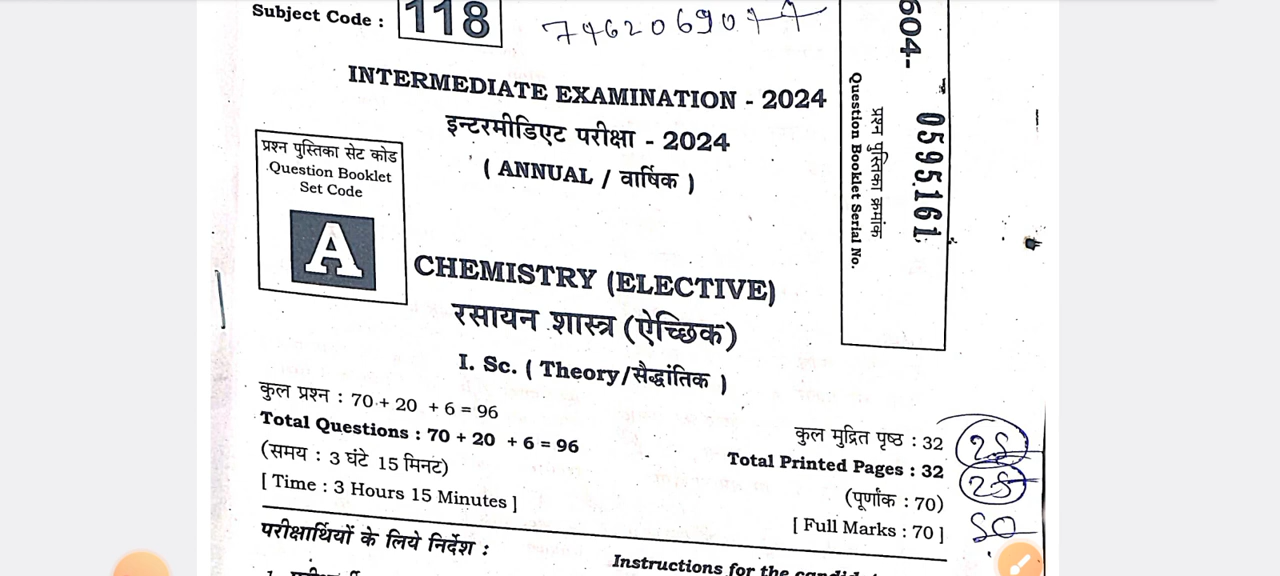 Subject Code :
118
7462069077
INTERMEDIATE EXAMINATION - 2024
इन्टरमीडिएट परीक्षा - 2024
( ANNUAL / वार्षिक )
प्रश्न पुस्तिका सेट कोड
Question Booklet
Set Code
A
604-
0595161
प्रश्न पुस्तिका क्रमांक
Question Booklet Serial No.
CHEMISTRY (ELECTIVE)
रसायन शास्त्र (ऐच्छिक)
I. Sc. ( Theory/सैद्धांतिक )
कुल प्रश्न : 70 + 20 + 6 = 96
Total Questions : 70 + 20 + 6 = 96
(समय : 3 घंटे 15 मिनट)
[ Time : 3 Hours 15 Minutes ]
कुल मुद्रित पृष्ठ : 32
Total Printed Pages : 32
(पूर्णांक : 70)
[ Full Marks : 70 ]
परीक्षार्थियों के लिये निर्देश :
Instructions for the